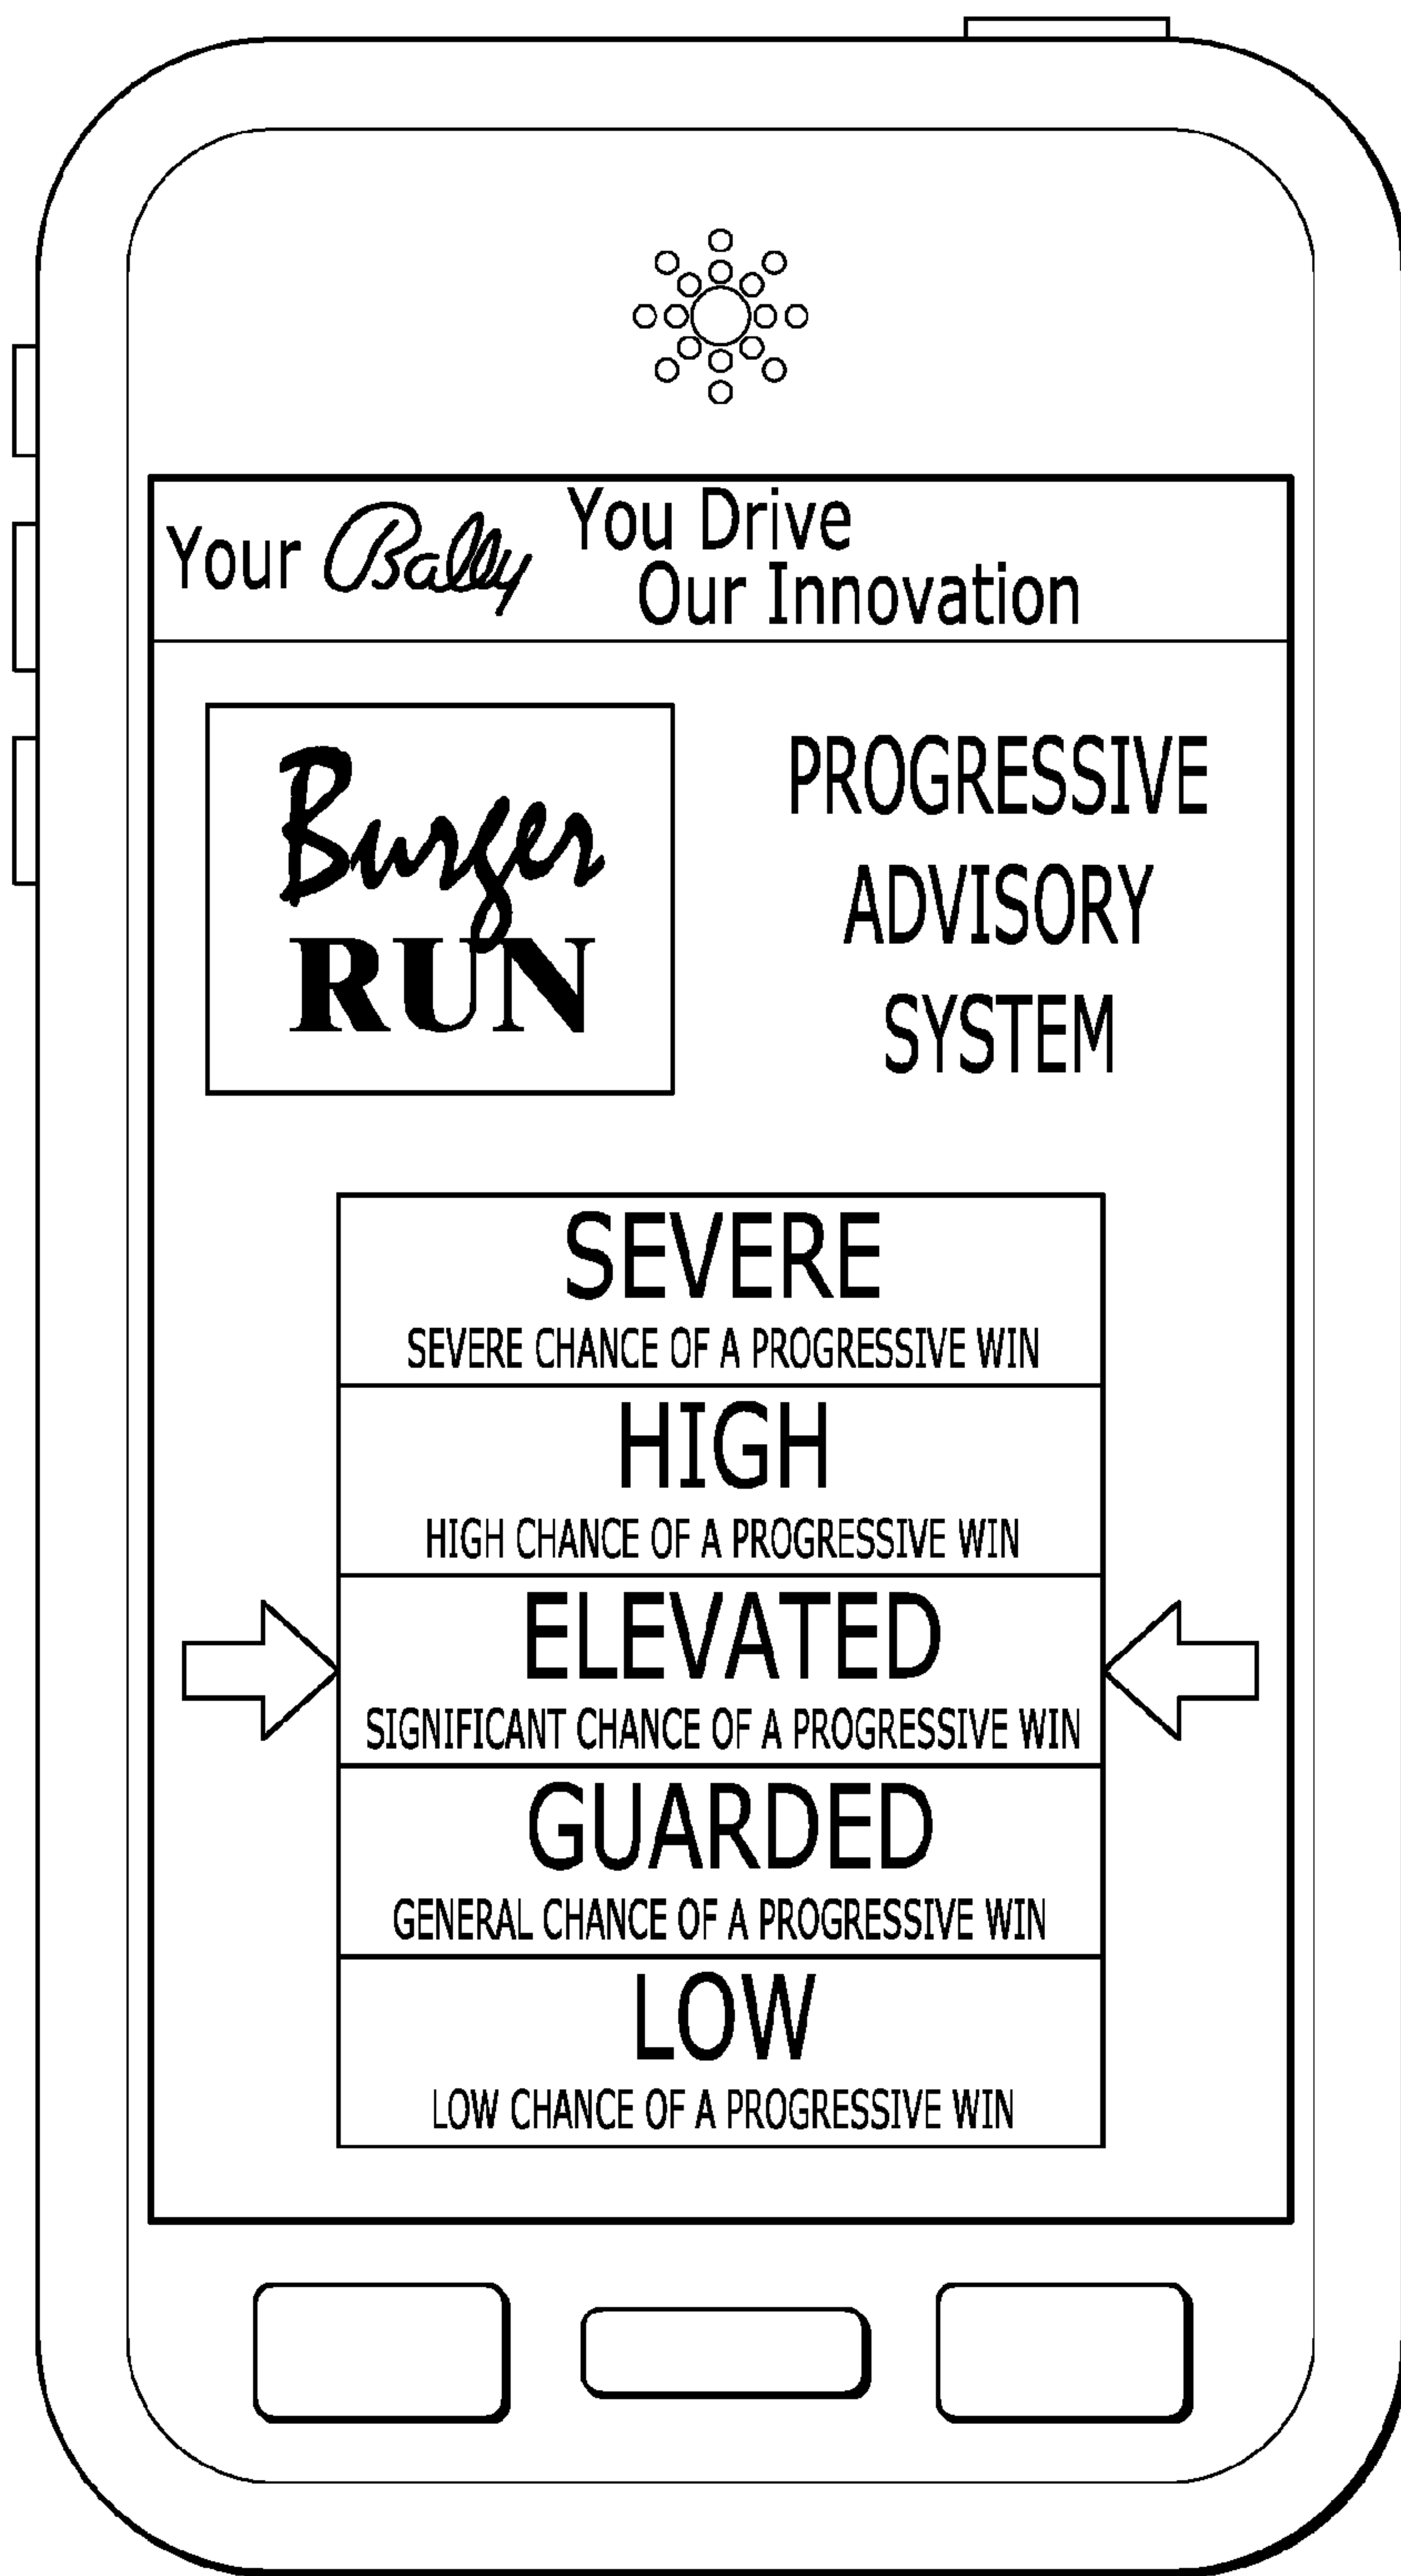 Your Bally You Drive
Our Innovation
Burger
RUN
PROGRESSIVE
ADVISORY
SYSTEM
SEVERE
SEVERE CHANCE OF A PROGRESSIVE WIN
HIGH
HIGH CHANCE OF A PROGRESSIVE WIN
ELEVATED
SIGNIFICANT CHANCE OF A PROGRESSIVE WIN
GUARDED
GENERAL CHANCE OF A PROGRESSIVE WIN
LOW
LOW CHANCE OF A PROGRESSIVE WIN